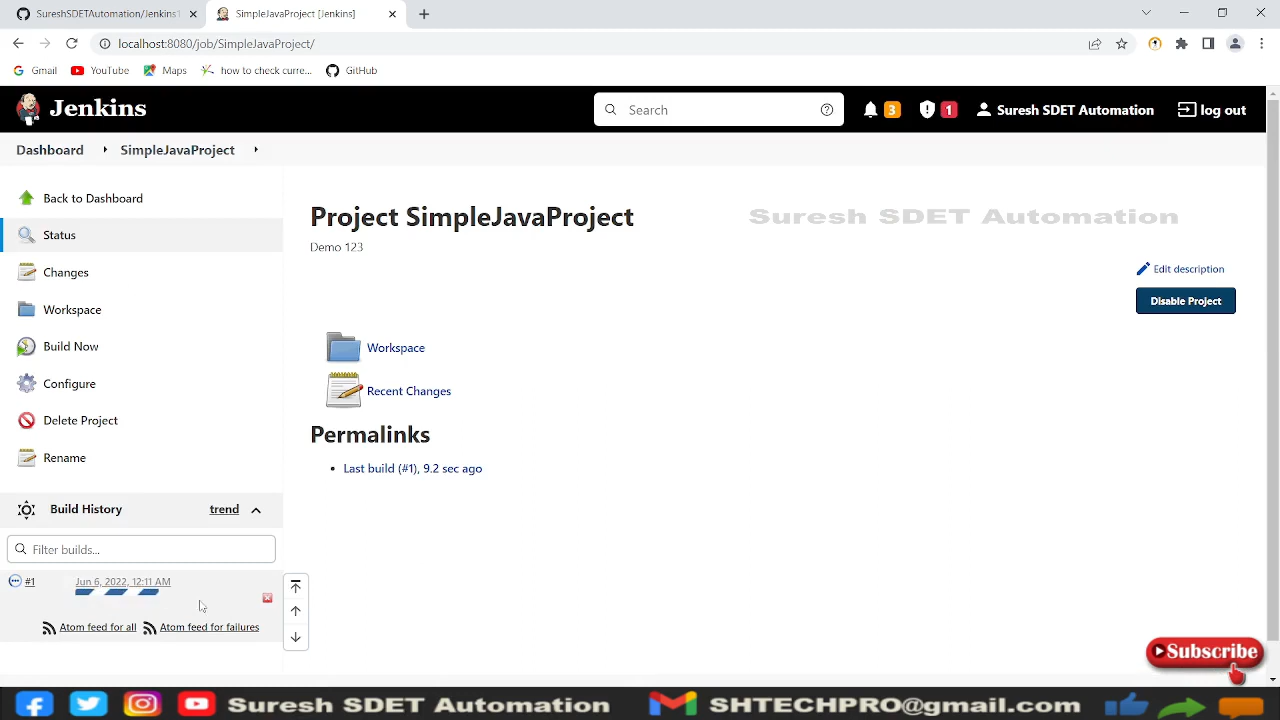 SureshSDETAutomation/Jenkins1
SimpleJavaProject [Jenkins]
localhost:8080/job/SimpleJavaProject/
Gmail
YouTube
Maps
how to check curre...
GitHub
Jenkins
Search
3
1
Suresh SDET Automation
log out
Dashboard
SimpleJavaProject
Back to Dashboard
Status
Changes
Workspace
Build Now
Configure
Delete Project
Rename
Build History
trend
Filter builds...
#1
Jun 6, 2022, 12:11 AM
Atom feed for all
Atom feed for failures
Project SimpleJavaProject
Suresh SDET Automation
Demo 123
Edit description
Disable Project
Workspace
Recent Changes
Permalinks
Last build (#1), 9.2 sec ago
Subscribe
Suresh SDET Automation
SHTECHPRO@gmail.com